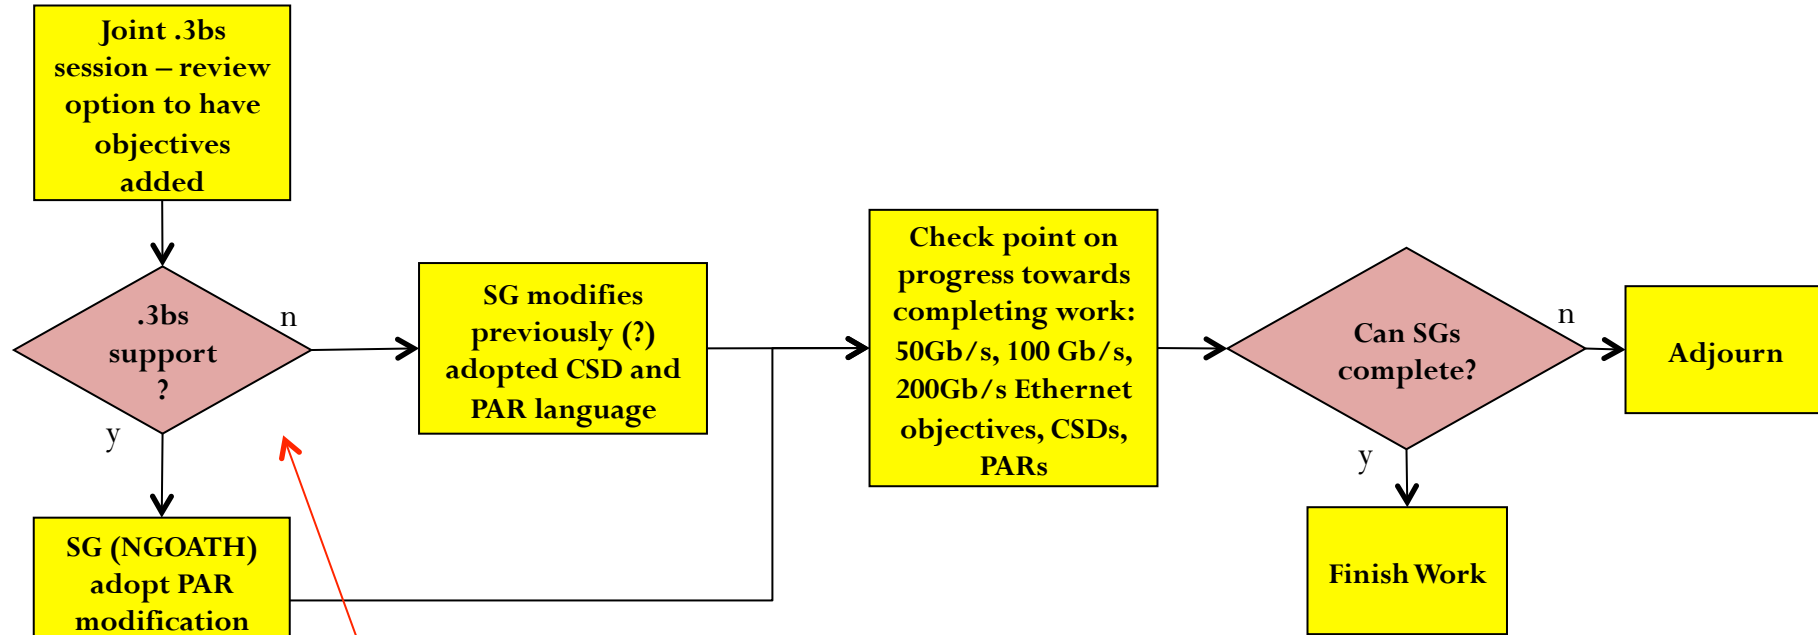 Joint .3bs
session – review
option to have
objectives
added
.3bs
support
?
n
y
SG (NGOATH)
adopt PAR
modification
SG modifies
previously (?)
adopted CSD and
PAR language
Check point on
progress towards
completing work:
50Gb/s, 100 Gb/s,
200Gb/s Ethernet
objectives, CSDs,
PARs
Can SGs
complete?
n
y
Adjourn
Finish Work